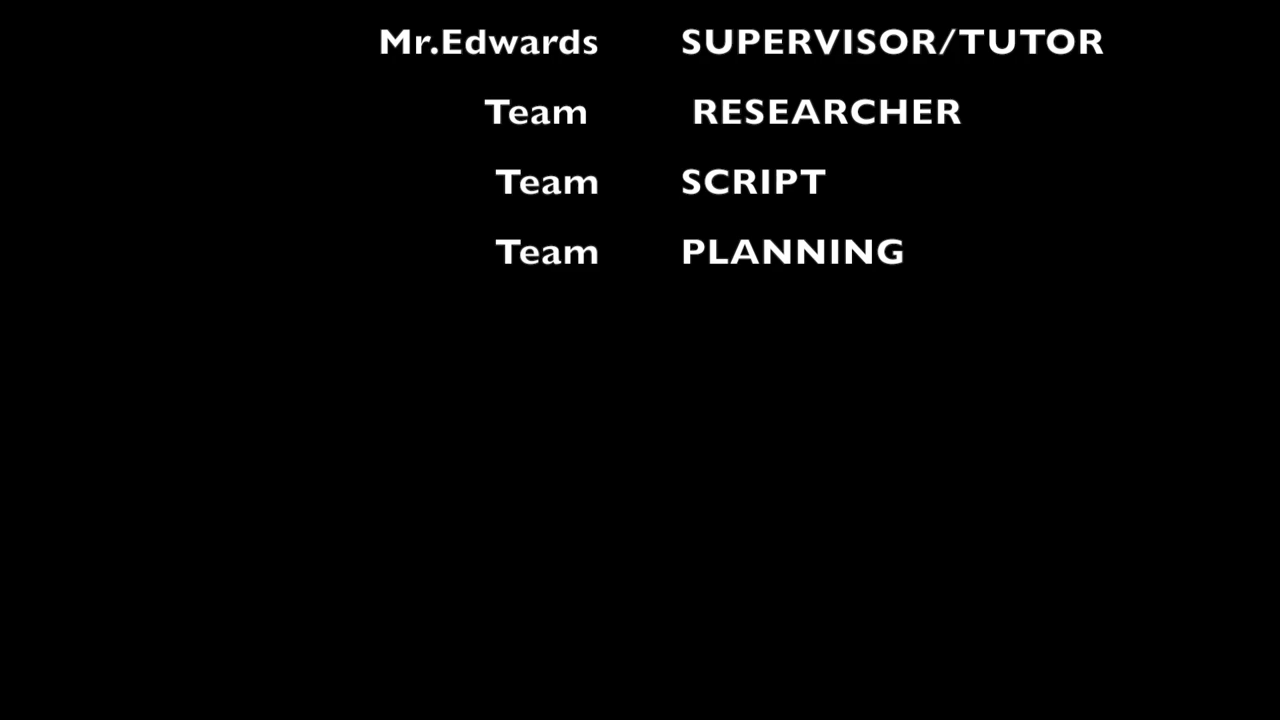 Mr.Edwards SUPERVISOR/TUTOR
Team RESEARCHER
Team SCRIPT
Team PLANNING